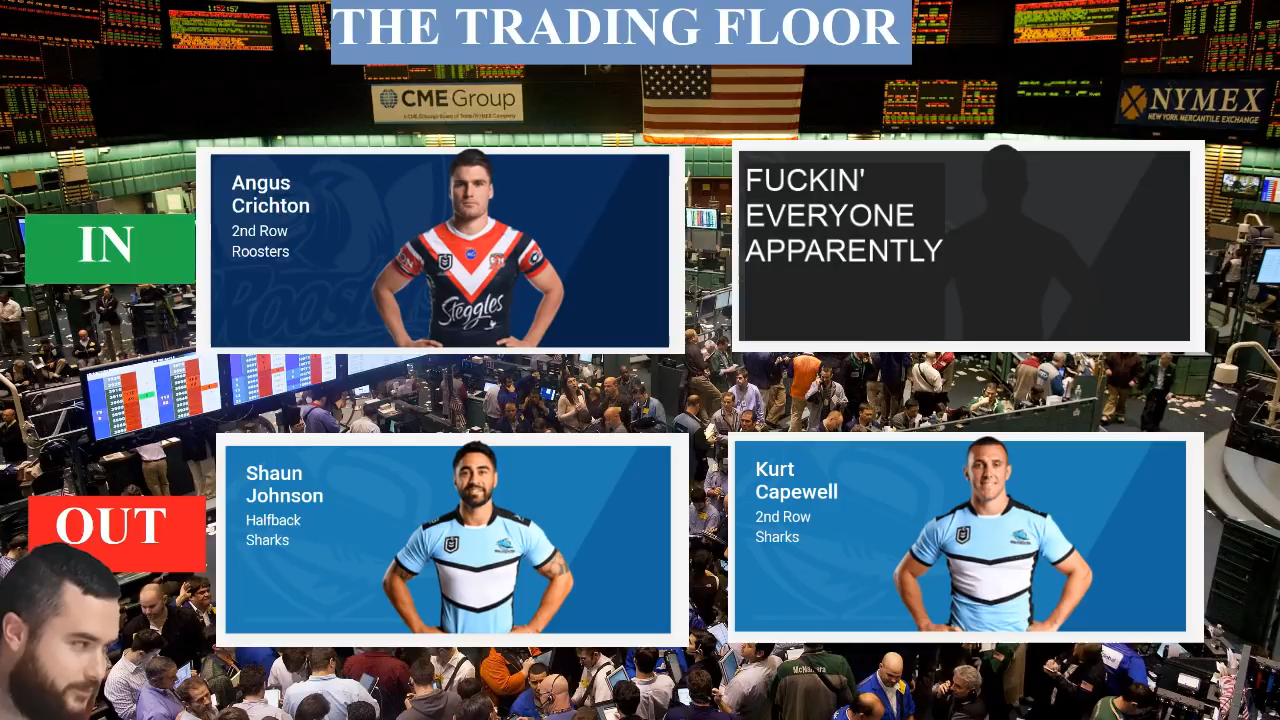 THE TRADING FLOOR
CME Group
NYMEX
NEW YORK MERCANTILE EXCHANGE
IN
Angus
Crichton
2nd Row
Roosters
Steggles
FUCKIN'
EVERYONE
APPARENTLY
OUT
Shaun
Johnson
Halfback
Sharks
Kurt
Capewell
2nd Row
Sharks
McNamara